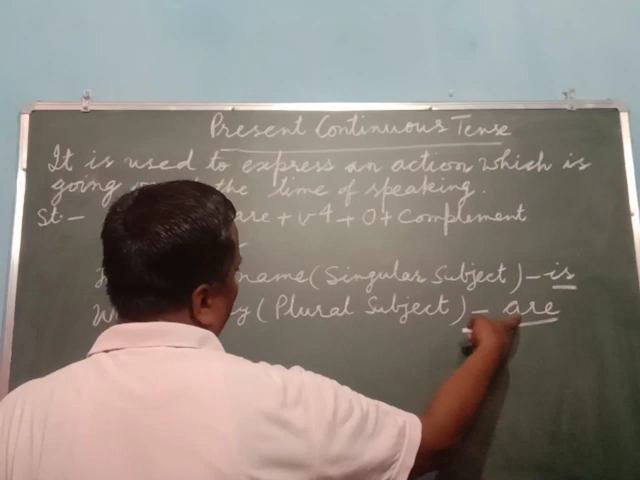 Present Continuous Tense
It is used to express an action which is
going the time of speaking.
St:- are + v4 + O + Complement
name (Singular Subject) - is
(Plural Subject) - are